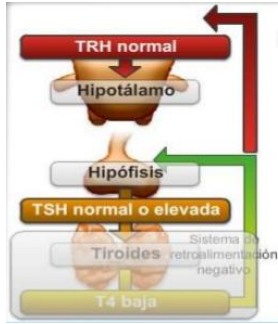 TRH normal
Hipotálamo
Hipófisis
TSH normal o elevada
Sistema de
Tiroides
retroalimentación
negativo
T4 baja